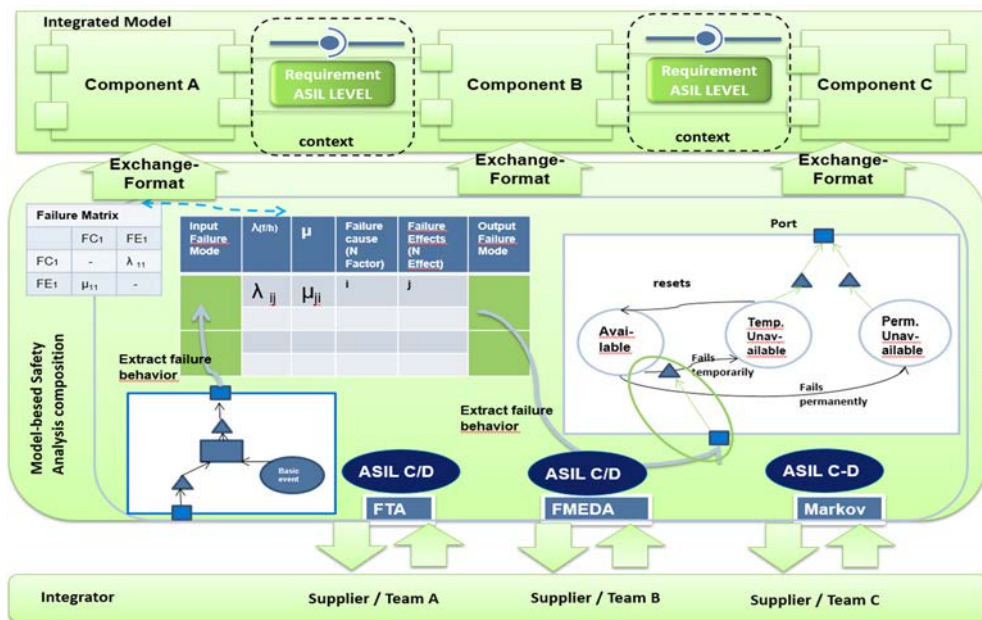 Integrated Model
Component A
Requirement
ASIL LEVEL
context
Component B
Requirement
ASIL LEVEL
context
Component C
Exchange-
Format
Exchange-
Format
Exchange-
Format
Failure Matrix
FC1 FE1
FC1 - λ 11
FE1 μ11 -
Input
Failure
Mode
λ(f/h)
μ
Failure
cause
(N
Factor)
Failure
Effects
(N
Effect)
Output
Failure
Mode
λ ij
μji
i
j
Port
resets
Avai-
lable
Temp.
Unav-
ailable
Perm.
Unav-
ailable
Fails
temporarily
Fails
permanently
Extract failure
behavior
Extract failure
behavior
Basic
event
Model-besed Safety
Analysis composition
ASIL C/D
FTA
ASIL C/D
FMEDA
ASIL C-D
Markov
Integrator
Supplier / Team A
Supplier / Team B
Supplier / Team C